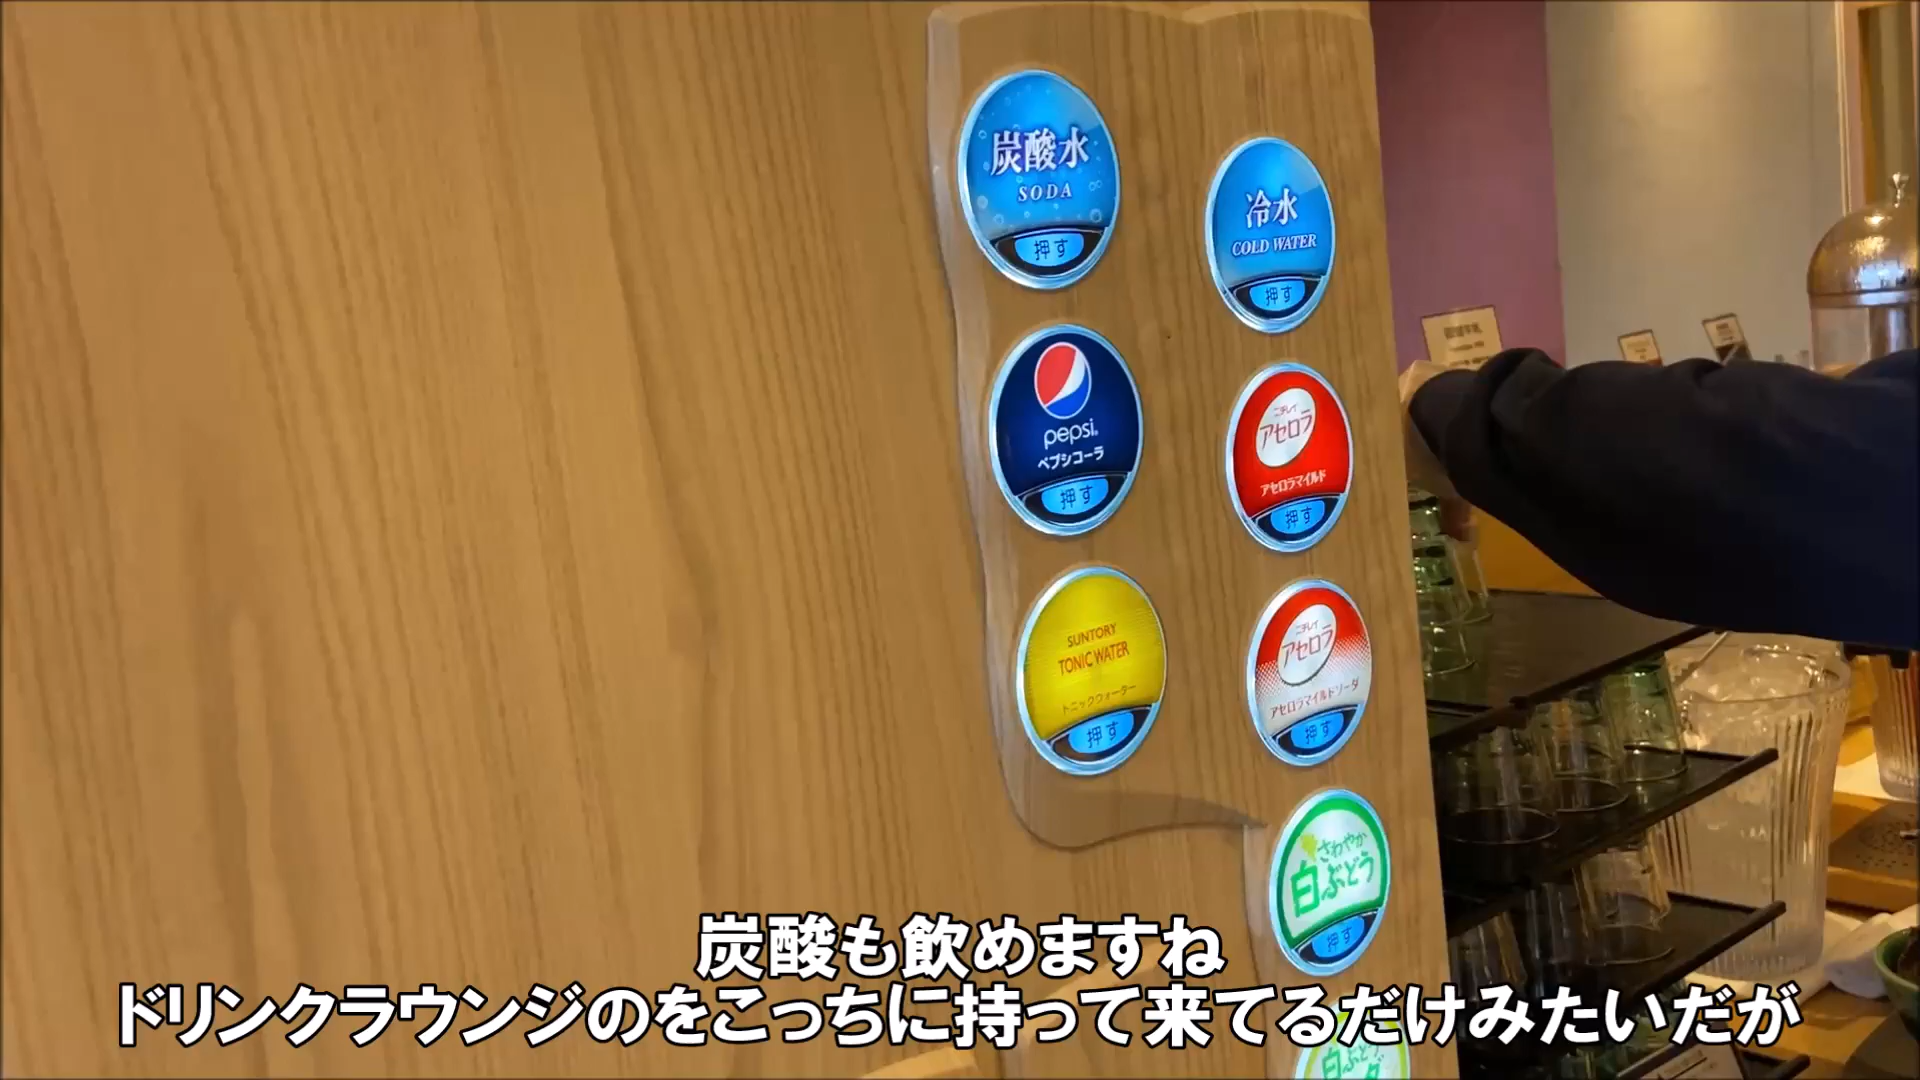 炭酸水
SODA
押す
冷水
COLD WATER
押す
pepsi
ペプシコーラ
押す
ニチレイ
アセロラ
アセロラマイルド
押す
SUNTORY
TONIC WATER
トニックウォーター
押す
ニチレイ
アセロラ
アセロラマイルドソーダ
押す
さわやか
白ぶどう
押す
白ぶどう
炭酸も飲めますね
ドリンクラウンジのをこっちに持って来てるだけみたいだが